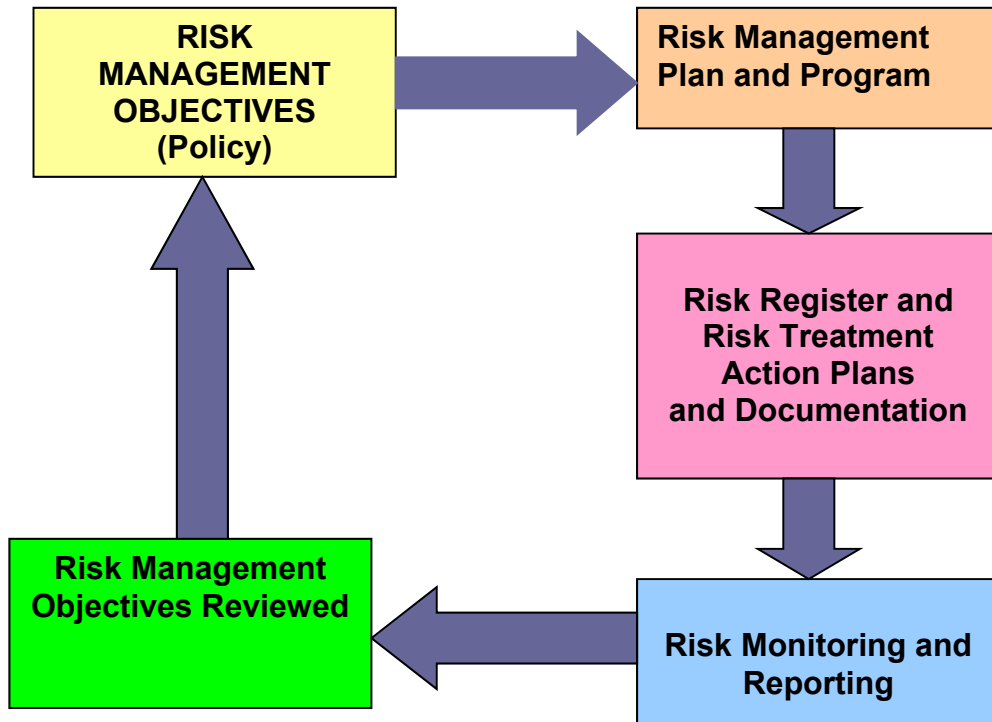 RISK
MANAGEMENT
OBJECTIVES
(Policy)
Risk Management
Plan and Program
Risk Register and
Risk Treatment
Action Plans
and Documentation
Risk Monitoring and
Reporting
Risk Management
Objectives Reviewed